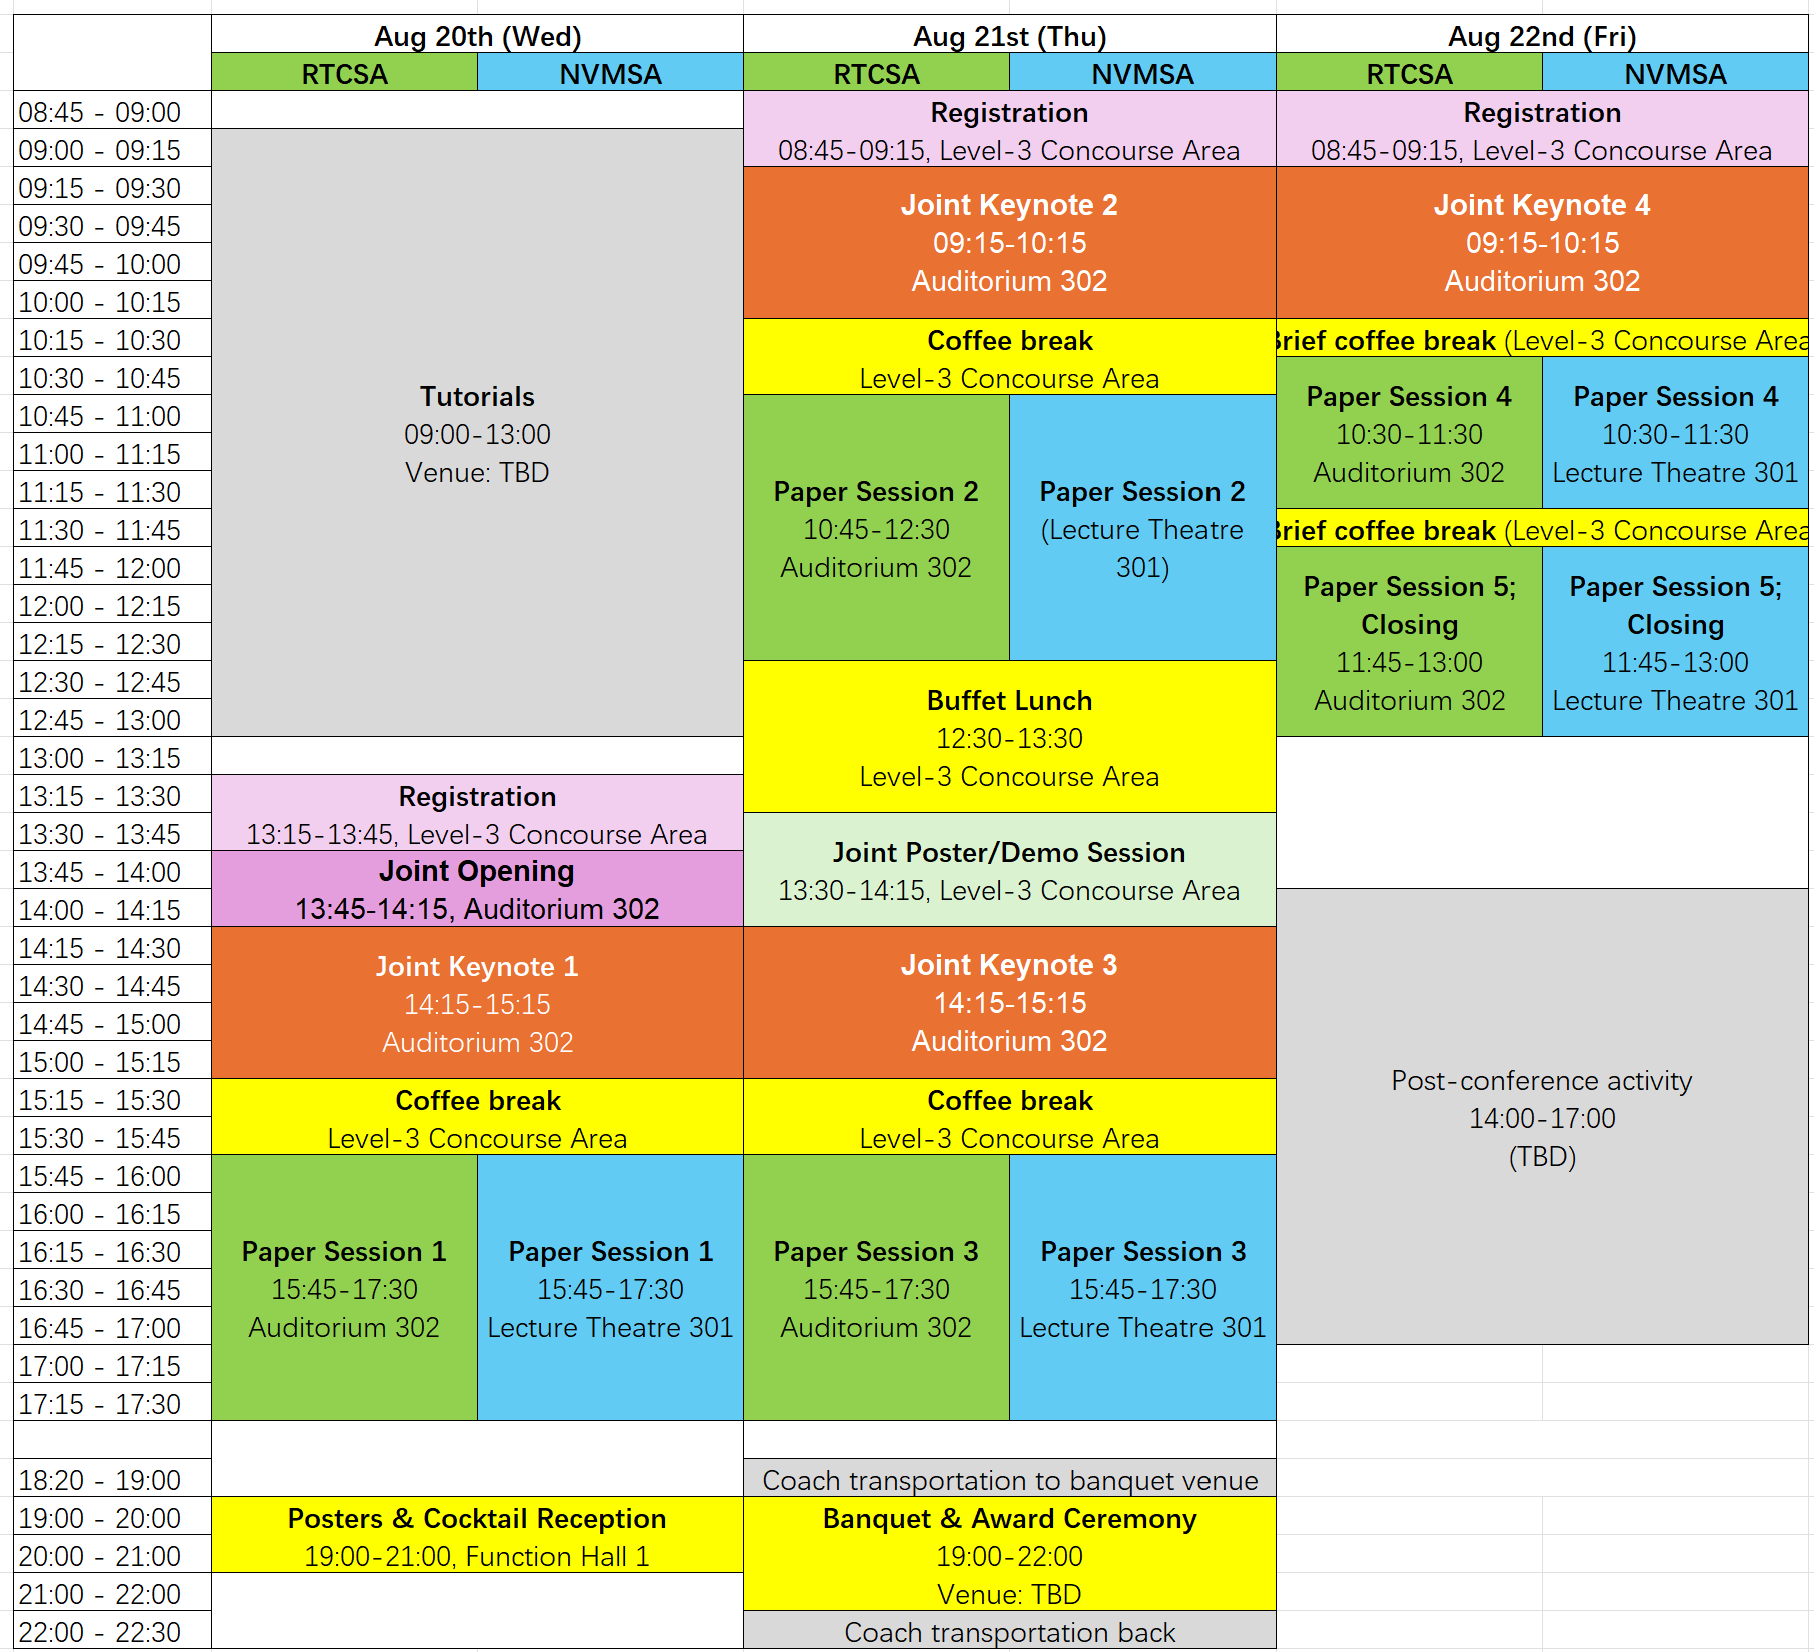 Aug 20th (Wed)
Aug 21st (Thu)
Aug 22nd (Fri)
RTCSA
NVMSA
RTCSA
NVMSA
RTCSA
NVMSA
08:45 - 09:00
09:00 - 09:15
09:15 - 09:30
09:30 - 09:45
09:45 - 10:00
10:00 - 10:15
10:15 - 10:30
10:30 - 10:45
10:45 - 11:00
11:00 - 11:15
11:15 - 11:30
11:30 - 11:45
11:45 - 12:00
12:00 - 12:15
12:15 - 12:30
12:30 - 12:45
12:45 - 13:00
13:00 - 13:15
13:15 - 13:30
13:30 - 13:45
13:45 - 14:00
14:00 - 14:15
14:15 - 14:30
14:30 - 14:45
14:45 - 15:00
15:00 - 15:15
15:15 - 15:30
15:30 - 15:45
15:45 - 16:00
16:00 - 16:15
16:15 - 16:30
16:30 - 16:45
16:45 - 17:00
17:00 - 17:15
17:15 - 17:30
18:20 - 19:00
19:00 - 20:00
20:00 - 21:00
21:00 - 22:00
22:00 - 22:30
Tutorials
09:00-13:00
Venue: TBD
Registration
13:15-13:45, Level-3 Concourse Area
Joint Opening
13:45-14:15, Auditorium 302
Joint Keynote 1
14:15-15:15
Auditorium 302
Coffee break
Level-3 Concourse Area
Paper Session 1
15:45-17:30
Auditorium 302
Paper Session 1
15:45-17:30
Lecture Theatre 301
Posters & Cocktail Reception
19:00-21:00, Function Hall 1
Registration
08:45-09:15, Level-3 Concourse Area
Joint Keynote 2
09:15-10:15
Auditorium 302
Coffee break
Level-3 Concourse Area
Paper Session 2
10:45-12:30
Auditorium 302
Paper Session 2
(Lecture Theatre
301)
Buffet Lunch
12:30-13:30
Level-3 Concourse Area
Joint Poster/Demo Session
13:30-14:15, Level-3 Concourse Area
Joint Keynote 3
14:15-15:15
Auditorium 302
Coffee break
Level-3 Concourse Area
Paper Session 3
15:45-17:30
Auditorium 302
Paper Session 3
15:45-17:30
Lecture Theatre 301
Coach transportation to banquet venue
Banquet & Award Ceremony
19:00-22:00
Venue: TBD
Coach transportation back
Registration
08:45-09:15, Level-3 Concourse Area
Joint Keynote 4
09:15-10:15
Auditorium 302
Brief coffee break (Level-3 Concourse Area
Paper Session 4
10:30-11:30
Auditorium 302
Paper Session 4
10:30-11:30
Lecture Theatre 301
Brief coffee break (Level-3 Concourse Area
Paper Session 5;
Closing
11:45-13:00
Auditorium 302
Paper Session 5;
Closing
11:45-13:00
Lecture Theatre 301
Post-conference activity
14:00-17:00
(TBD)